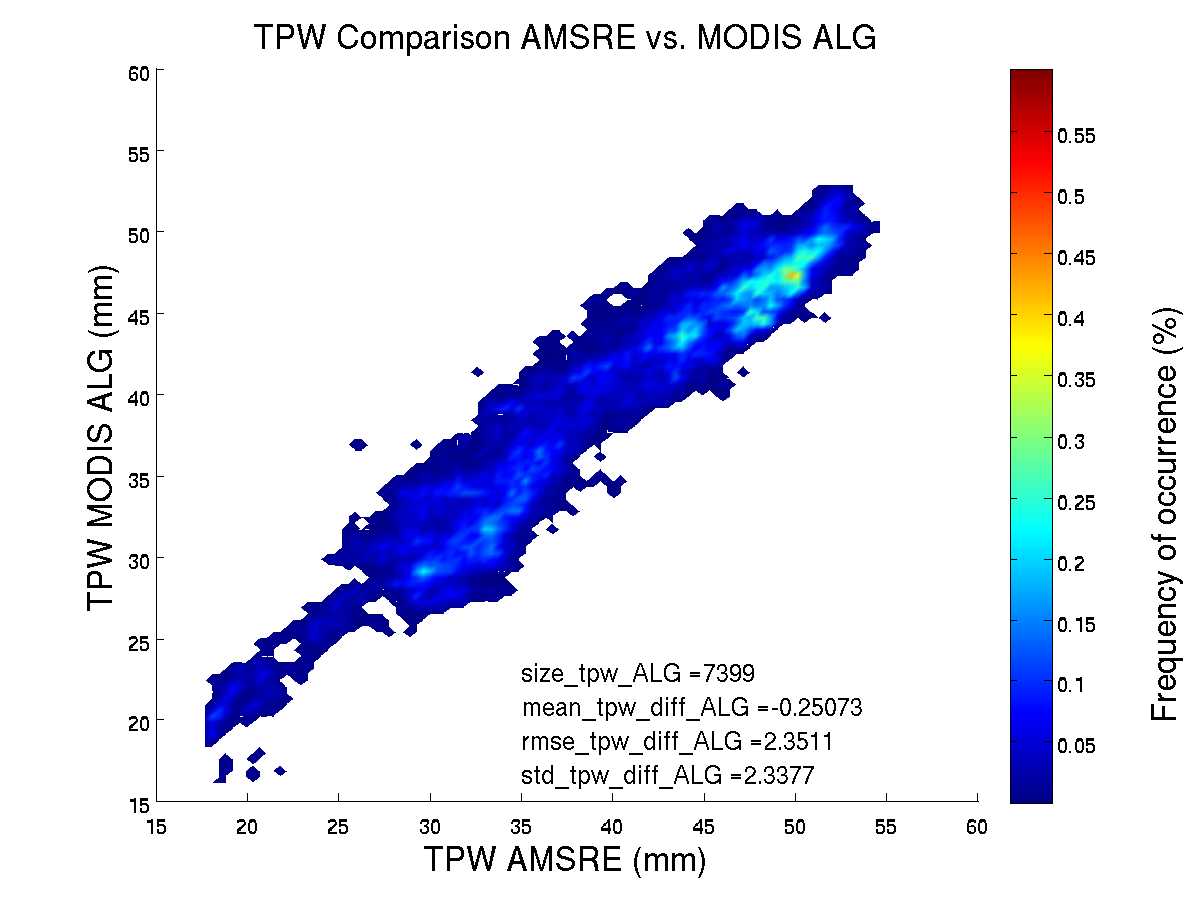 TPW Comparison AMSRE vs. MODIS ALG
60
55
50
45
40
35
30
25
20
15
TPW MODIS ALG (mm)
size_tpw_ALG =7399
mean_tpw_diff_ALG =-0.25073
rmse_tpw_diff_ALG =2.3511
std_tpw_diff_ALG =2.3377
15 20 25 30 35 40 45 50 55 60
TPW AMSRE (mm)
0.55
0.5
0.45
0.4
0.35
0.3
0.25
0.2
0.15
0.1
0.05
Frequency of occurrence (%)